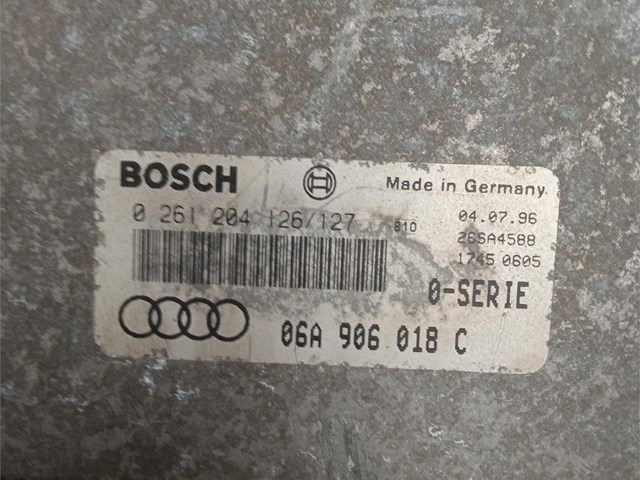 BOSCH
Made in Germany
0 261 204 126/127 810
04.07.96
26SA4588
1745 0605
0-SERIE
06A 906 018 C